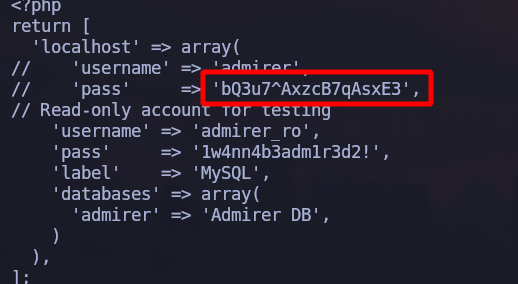 <?php
return [
'localhost' => array(
// 'username' => 'admirer',
// 'pass' => 'bQ3u7^AxzcB7qAsxE3',
// Read-only account for testing
'username' => 'admirer_ro',
'pass' => '1w4nn4b3adm1r3d2!',
'label' => 'MySQL',
'databases' => array(
'admirer' => 'Admirer DB',
)
),
];